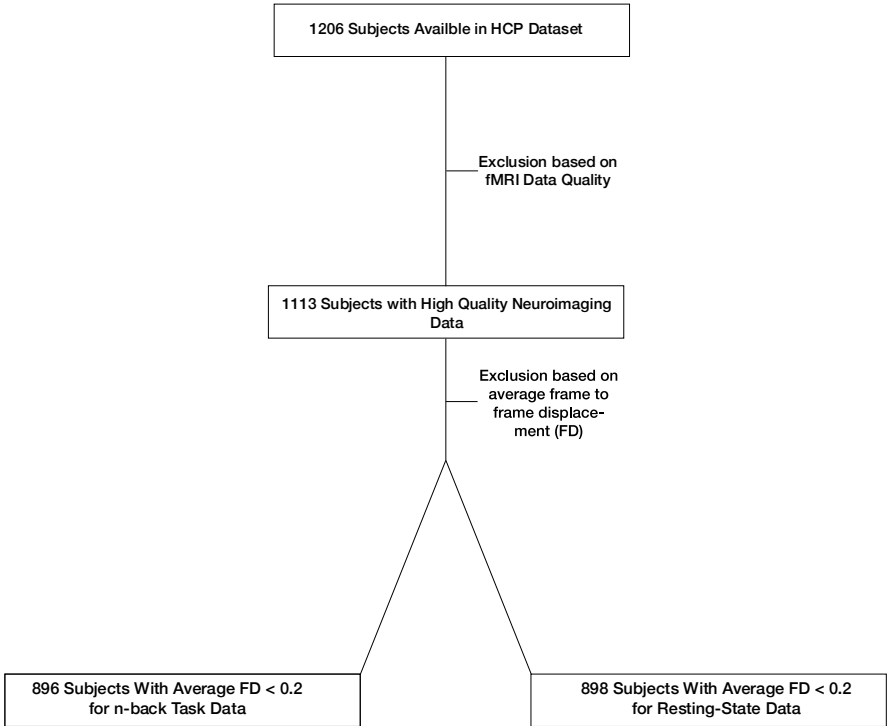 1206 Subjects Availble in HCP Dataset
Exclusion based on
fMRI Data Quality
1113 Subjects with High Quality Neuroimaging
Data
Exclusion based on
average frame to
frame displace-
ment (FD)
896 Subjects With Average FD < 0.2
for n-back Task Data
898 Subjects With Average FD < 0.2
for Resting-State Data